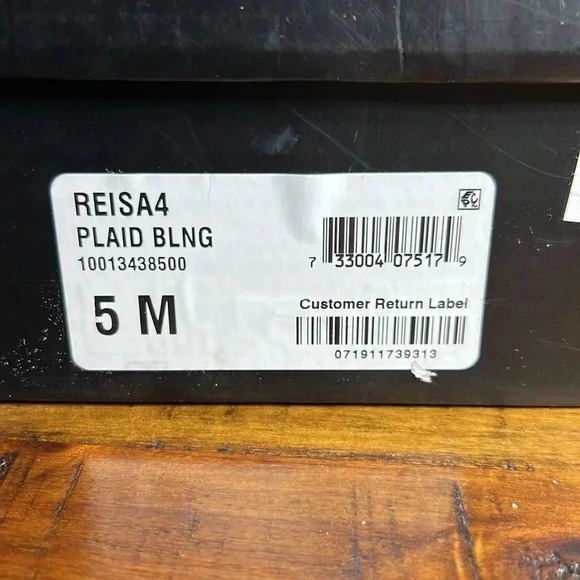 REISA4
PLAID BLNG
10013438500
5 M
7 33004 07517 9
Customer Return Label
071911739313